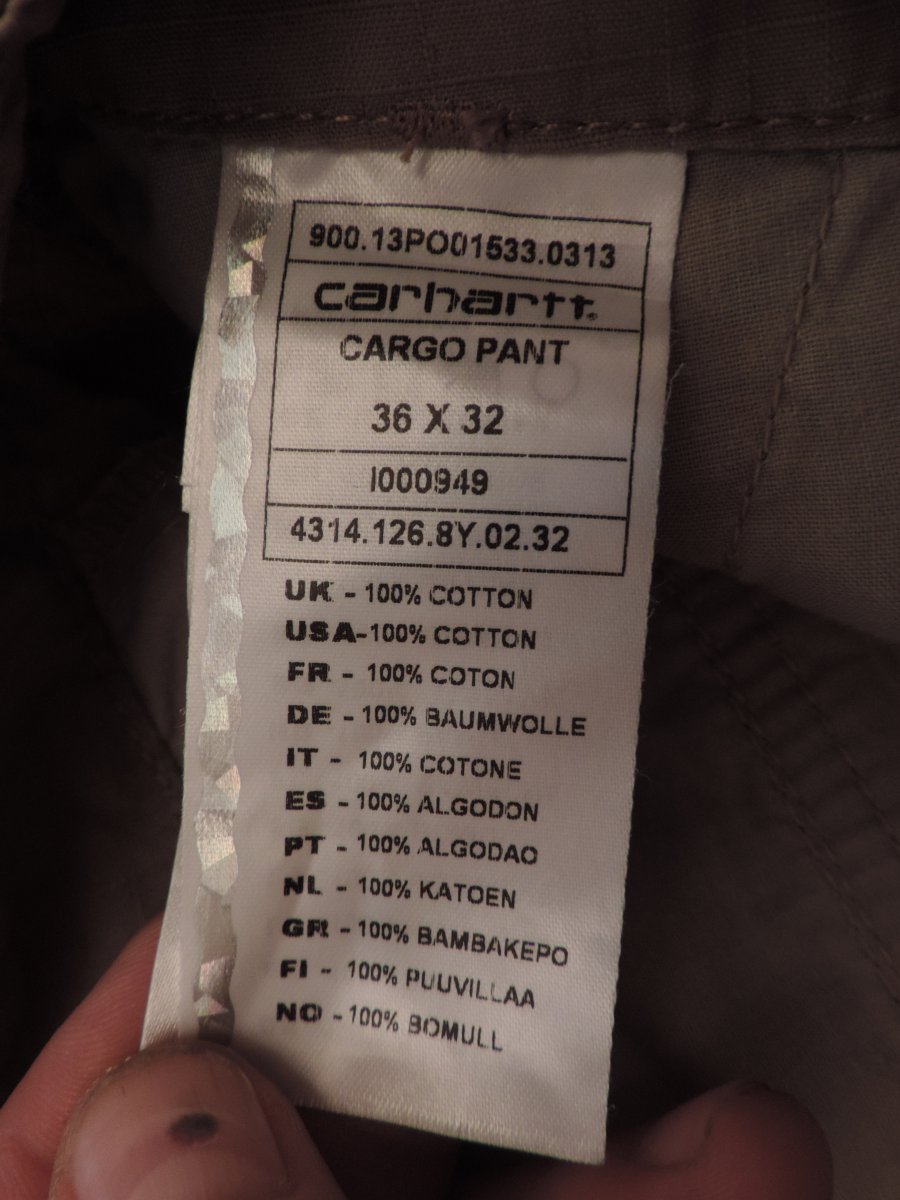 900.13PO01533.0313
carhartt®
CARGO PANT
36 X 32
I000949
4314.126.8Y.02.32
UK - 100% COTTON
USA-100% COTTON
FR - 100% COTON
DE - 100% BAUMWOLLE
IT - 100% COTONE
ES - 100% ALGODON
PT - 100% ALGODAO
NL - 100% KATOEN
GR - 100% BAMBAKEPO
FI - 100% PUUVILLAA
NO - 100% BOMULL